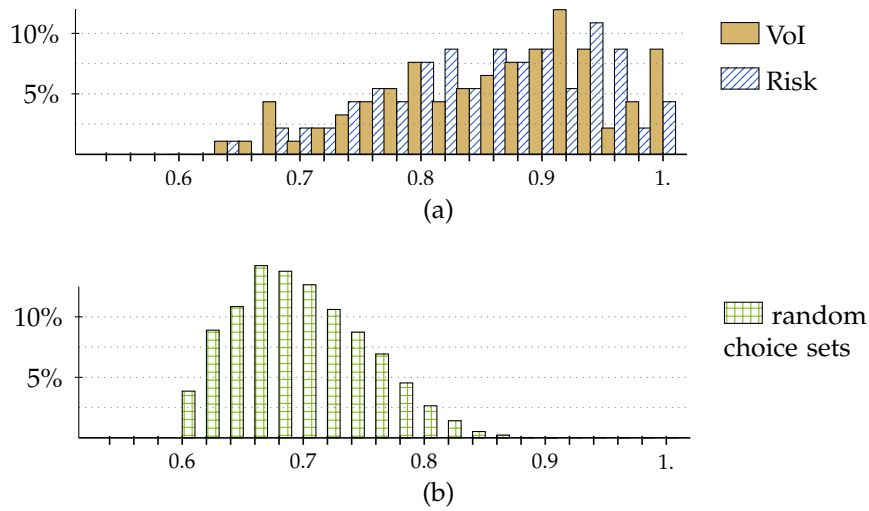 10%
5%
VoI
Risk
0.6 0.7 0.8 0.9 1.
(a)
10%
5%
random
choice sets
0.6 0.7 0.8 0.9 1.
(b)